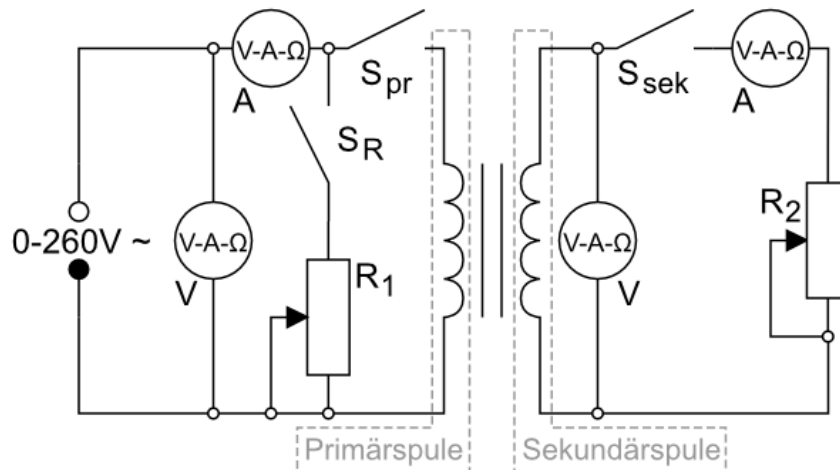 V-A-Ω
A
S_pr
S_R
0-260V ~
V-A-Ω
V
R_1
Primärspule
V-A-Ω
A
S_sek
V-A-Ω
V
R_2
Sekundärspule